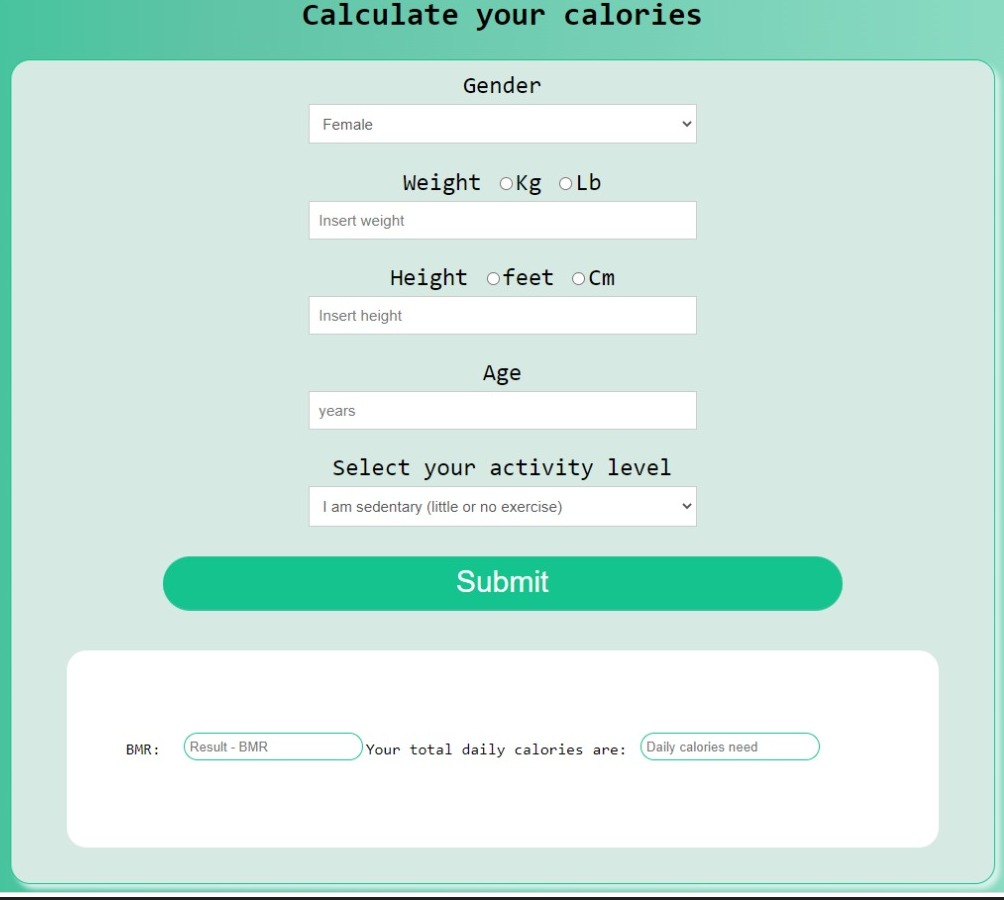 Calculate your calories
Gender
Female
Weight Kg Lb
Insert weight
Height feet Cm
Insert height
Age
years
Select your activity level
I am sedentary (little or no exercise)
Submit
BMR: Result - BMR Your total daily calories are: Daily calories need